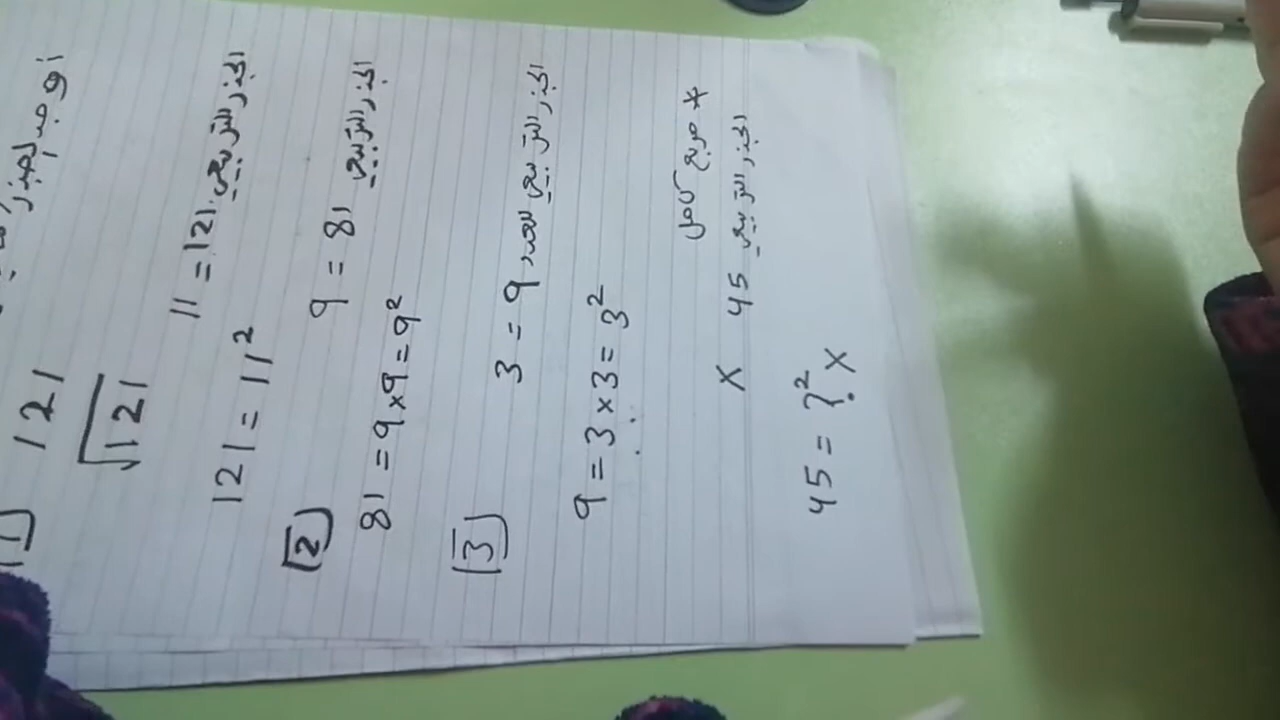 أوجد الجذر
[1] 121
√121
الجذر التربيعي 121 = 11
121 = 11²
[2] الجذر التربيعي 81 = 9
81 = 9 × 9 = 9²
[3] الجذر التربيعي للعدد 9 = 3
9 = 3 × 3 = 3²
* مربع كامل
الجذر التربيعي 45 X
45 = ?² X